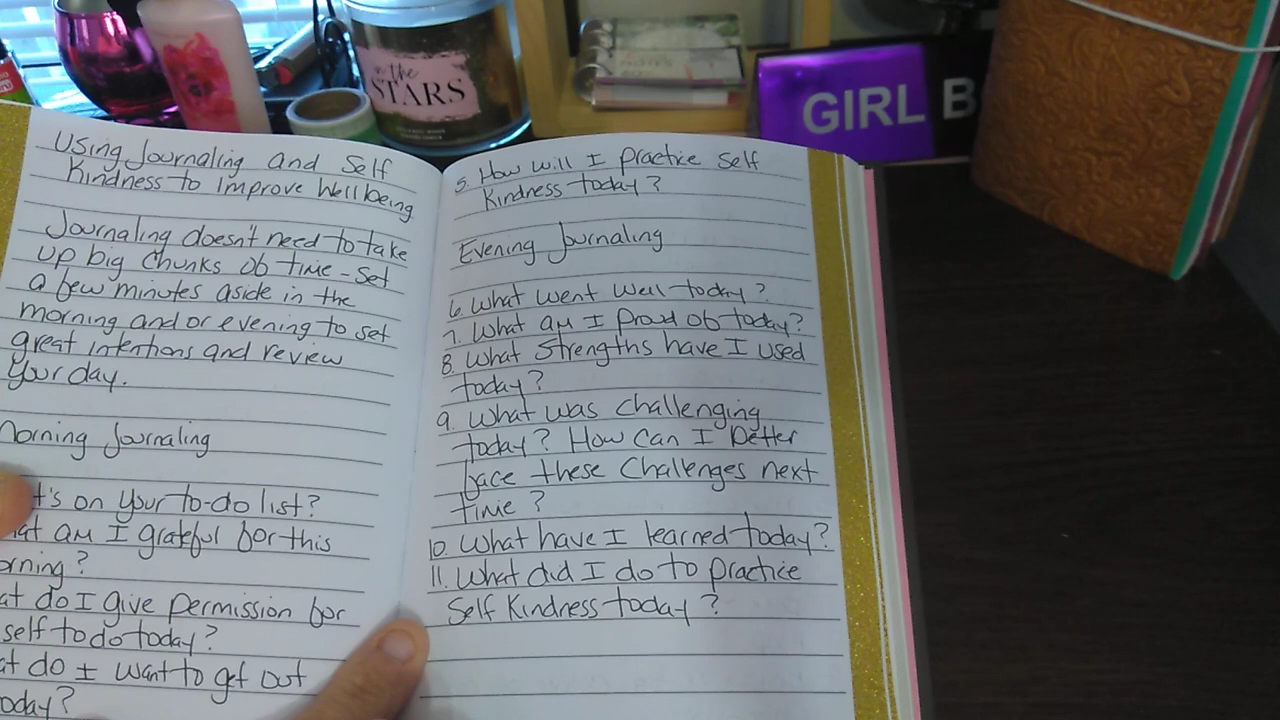 in the
STARS
GIRL B
Using Journaling and Self
Kindness to Improve Wellbeing
Journaling doesn't need to take
up big chunks of time - Set
a few minutes aside in the
morning and or evening to set
great intentions and review
your day.
Morning Journaling
t's on your to-do list?
at am I grateful for this
orning?
at do I give permission for
self to do today?
at do I want to get out
oday?
5. How will I practice self
Kindness today?
Evening Journaling
6. What went well today?
7. What am I proud of today?
8. What strengths have I used
today?
9. What was challenging
today? How can I better
face these challenges next
time?
10. What have I learned today?
11. What did I do to practice
Self Kindness today?